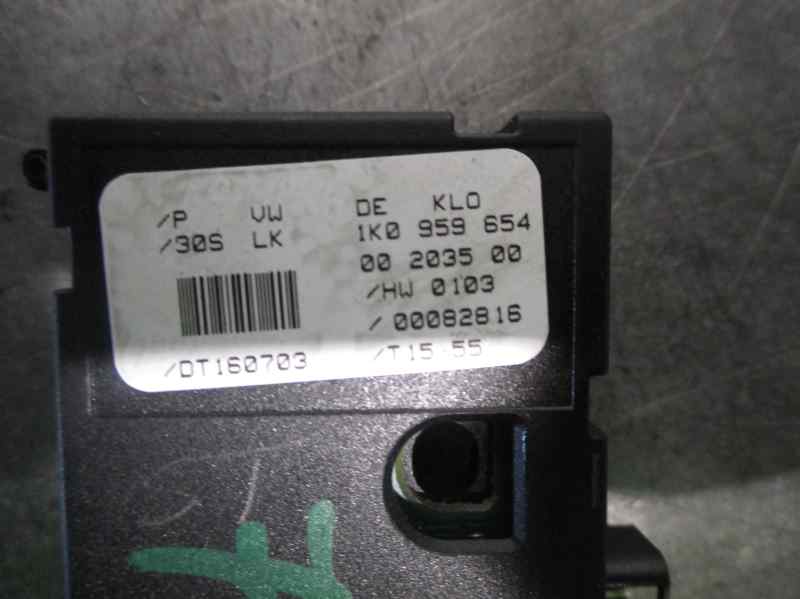 /P VW DE KLO
/30S LK 1K0 959 654
00 2035 00
/HW 0103
/00082816
/DT160703 /T15.55